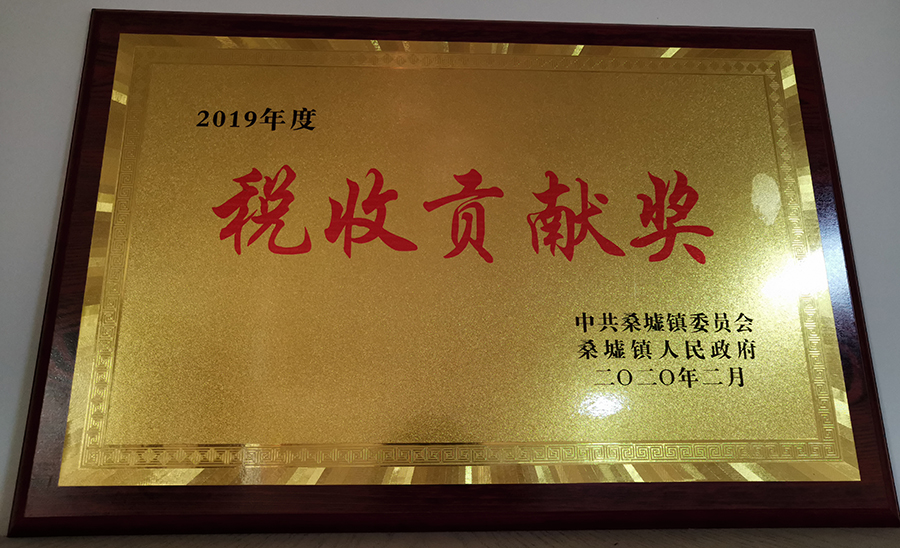 2019年度
税收贡献奖
中共桑墟镇委员会
桑墟镇人民政府
二〇二〇年二月